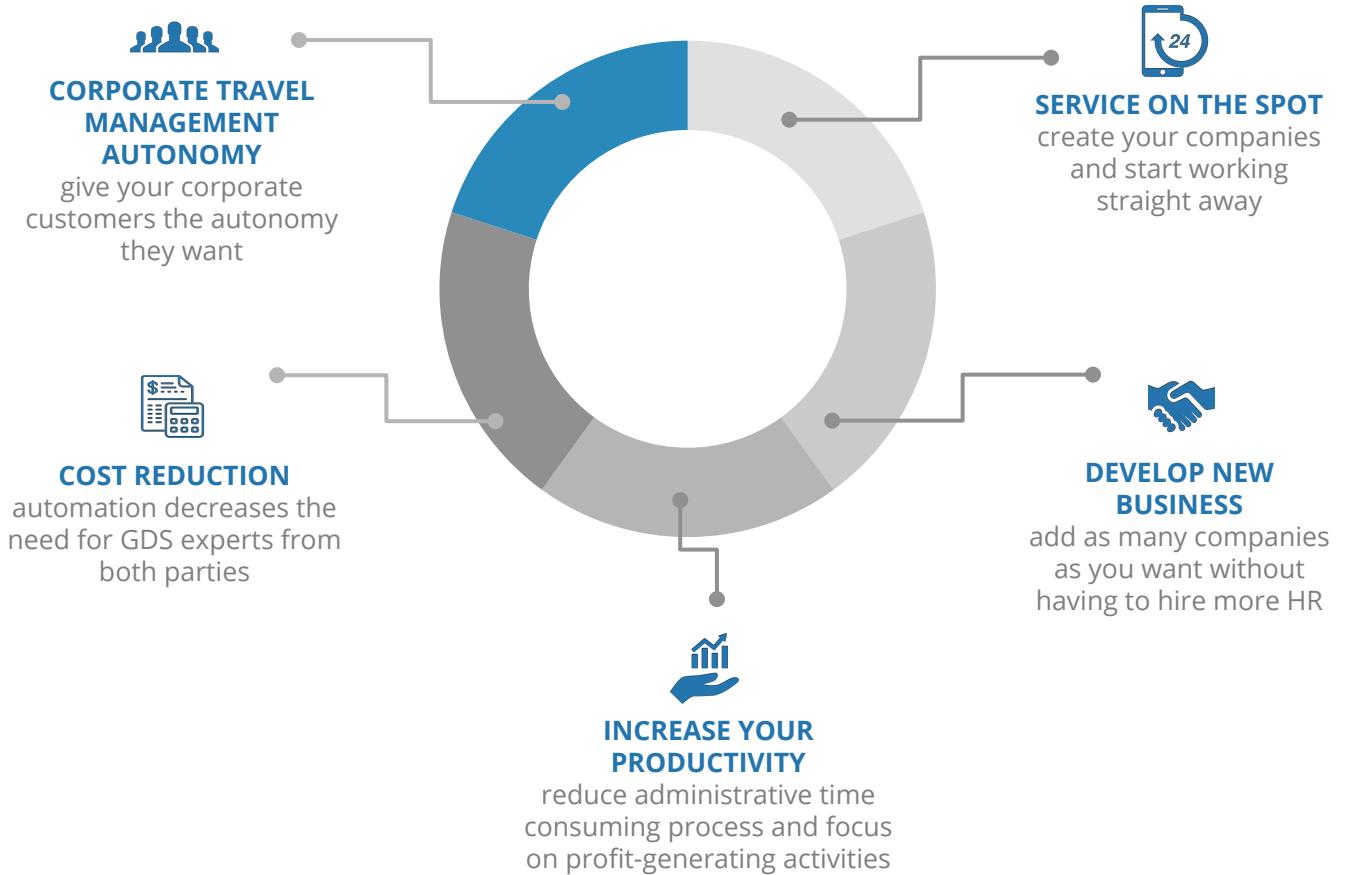 CORPORATE TRAVEL
MANAGEMENT
AUTONOMY
give your corporate
customers the autonomy
they want
24
SERVICE ON THE SPOT
create your companies
and start working
straight away
$
COST REDUCTION
automation decreases the
need for GDS experts from
both parties
DEVELOP NEW
BUSINESS
add as many companies
as you want without
having to hire more HR
INCREASE YOUR
PRODUCTIVITY
reduce administrative time
consuming process and focus
on profit-generating activities